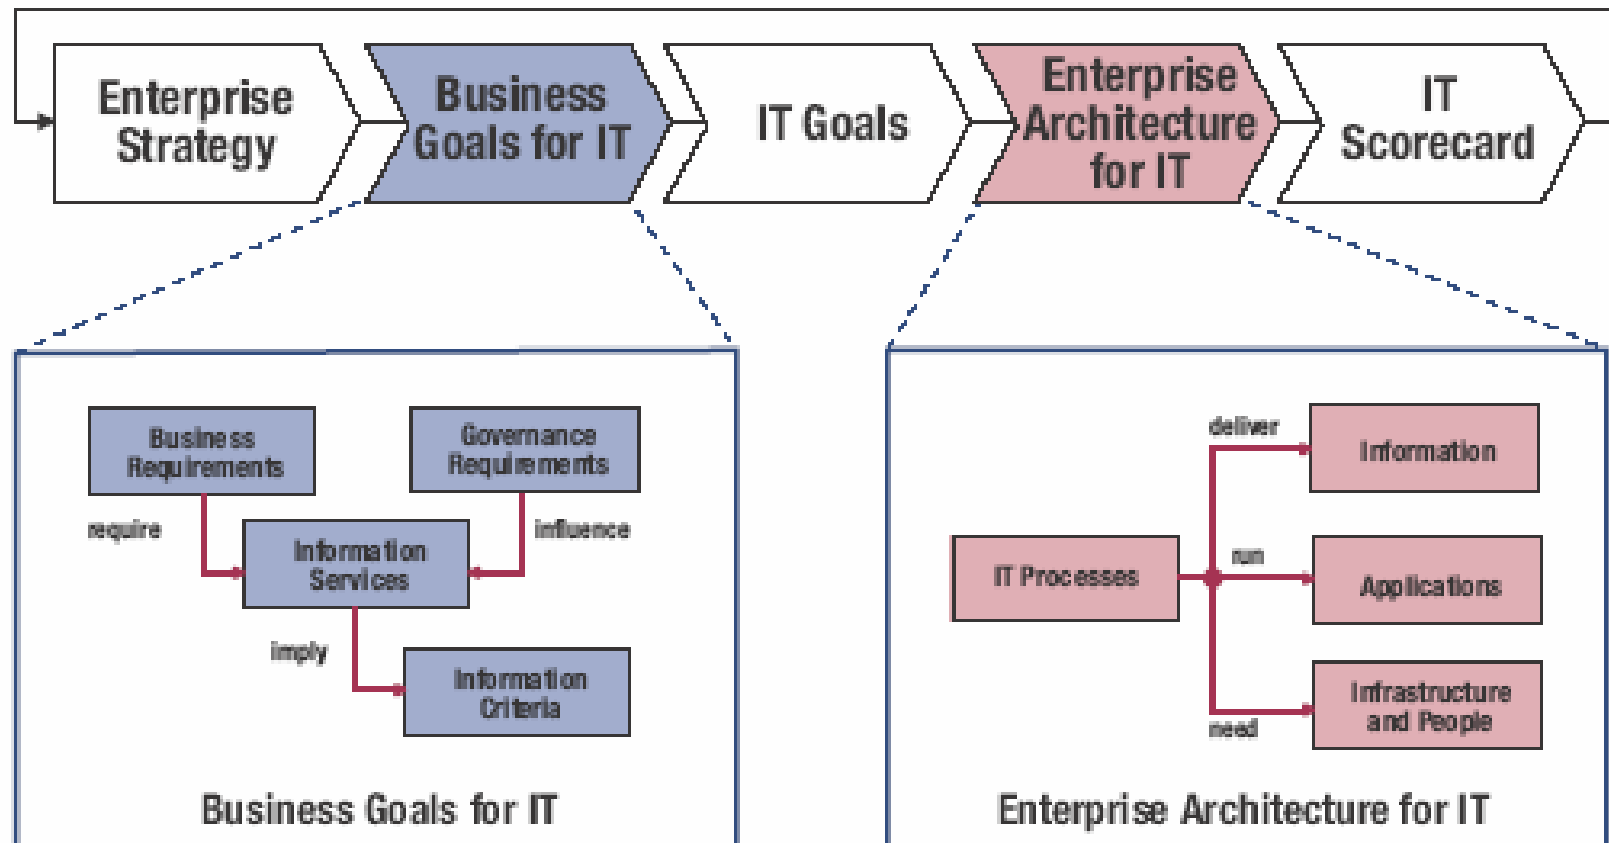 Enterprise
Strategy
Business
Goals for IT
IT Goals
Enterprise
Architecture
for IT
IT
Scorecard
Business
Requirements
Governance
Requirements
require
influence
Information
Services
imply
Information
Criteria
Business Goals for IT
deliver
Information
IT Processes
run
Applications
need
Infrastructure
and People
Enterprise Architecture for IT